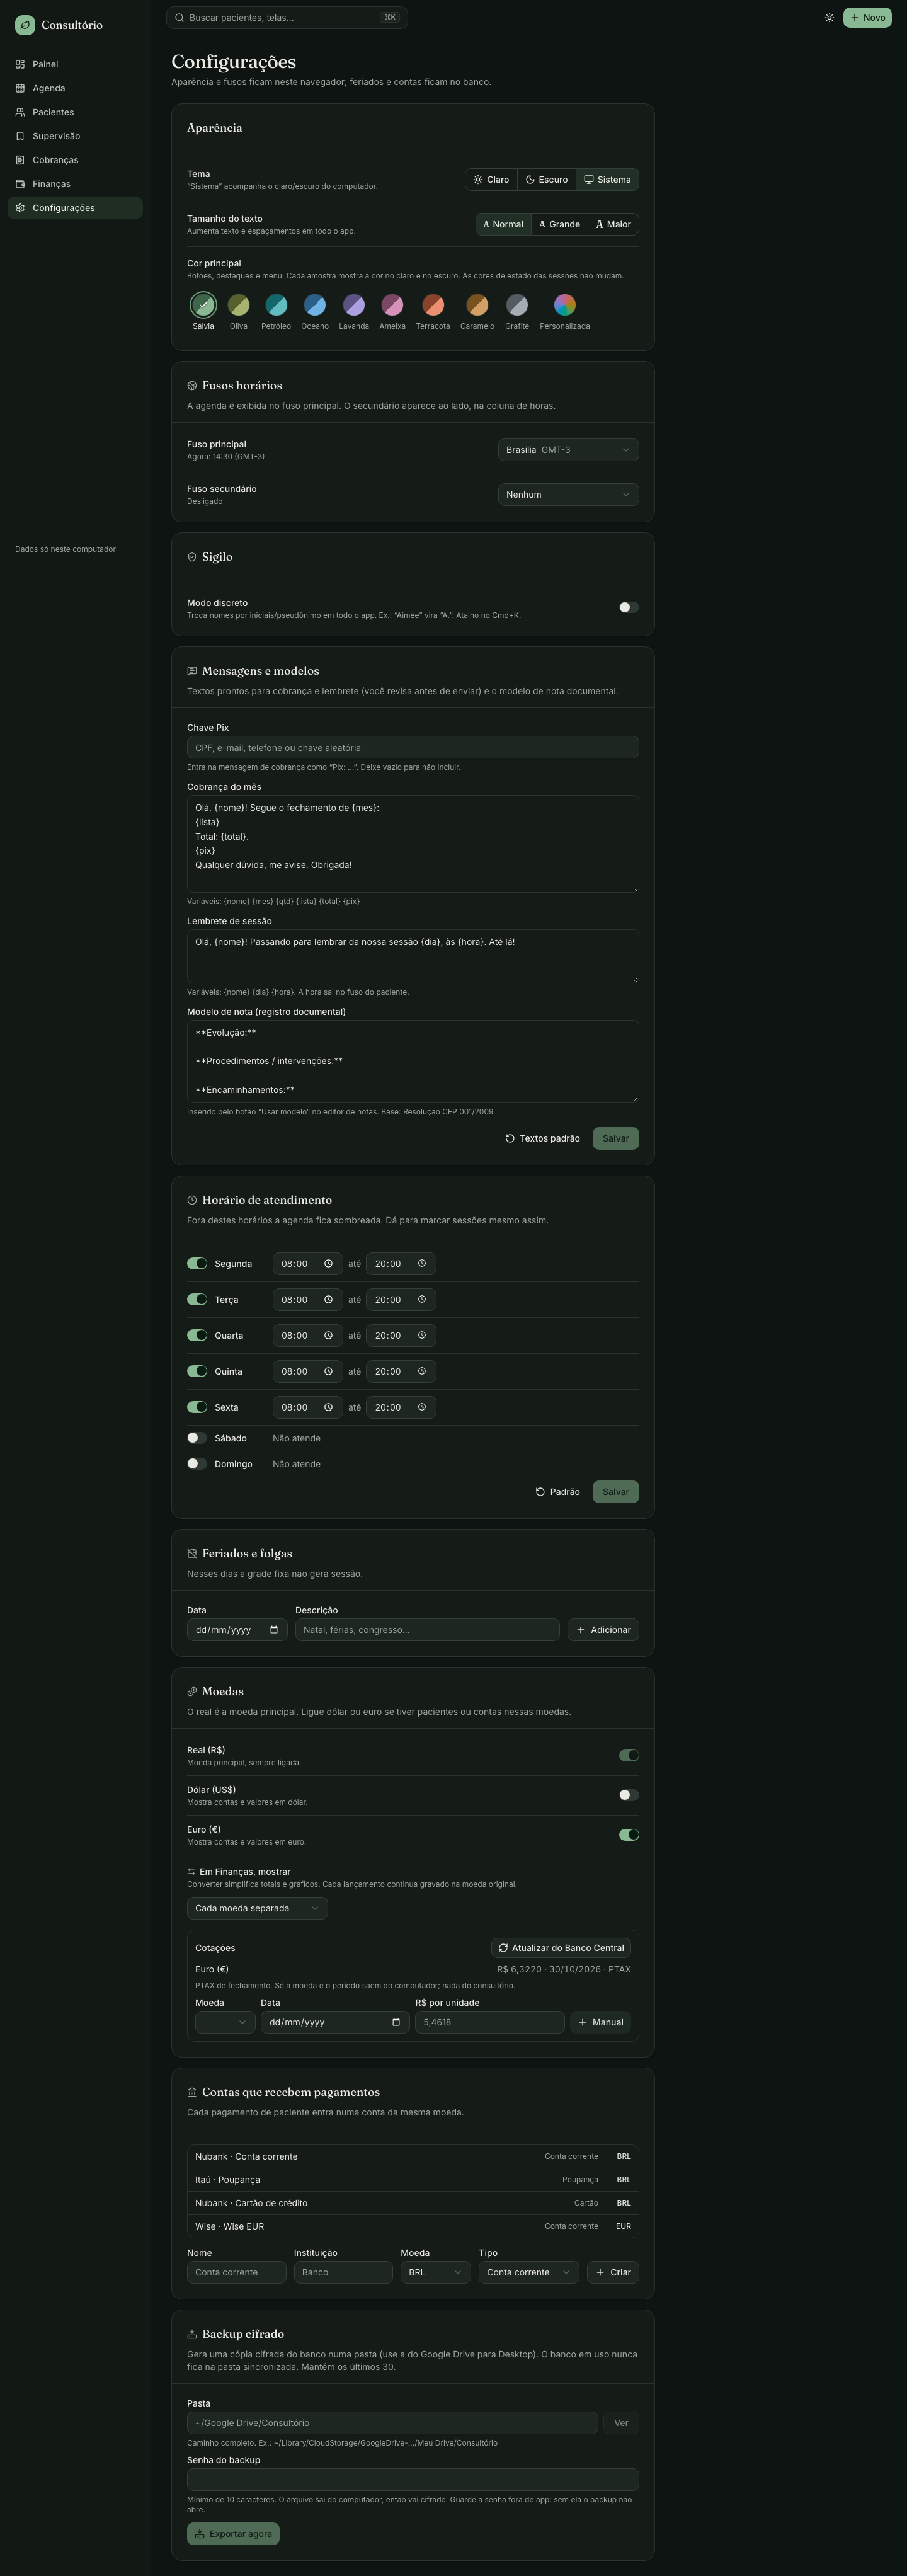 Consultório
Buscar pacientes, telas...
⌘K
Novo
Painel
Agenda
Pacientes
Supervisão
Cobranças
Finanças
Configurações
Dados só neste computador
Configurações
Aparência e fusos ficam neste navegador; feriados e contas ficam no banco.
Aparência
Tema
“Sistema” acompanha o claro/escuro do computador.
Claro
Escuro
Sistema
Tamanho do texto
Aumenta texto e espaçamentos em todo o app.
A Normal
A Grande
A Maior
Cor principal
Botões, destaques e menu. Cada amostra mostra a cor no claro e no escuro. As cores de estado das sessões não mudam.
Sálvia
Oliva
Petróleo
Oceano
Lavanda
Ameixa
Terracota
Caramelo
Grafite
Personalizada
Fusos horários
A agenda é exibida no fuso principal. O secundário aparece ao lado, na coluna de horas.
Fuso principal
Agora: 14:30 (GMT-3)
Brasília GMT-3
Fuso secundário
Desligado
Nenhum
Sigilo
Modo discreto
Troca nomes por iniciais/pseudônimo em todo o app. Ex.: “Aimée” vira “A.”. Atalho no Cmd+K.
Mensagens e modelos
Textos prontos para cobrança e lembrete (você revisa antes de enviar) e o modelo de nota documental.
Chave Pix
CPF, e-mail, telefone ou chave aleatória
Entra na mensagem de cobrança como “Pix: ...”. Deixe vazio para não incluir.
Cobrança do mês
Olá, {nome}! Segue o fechamento de {mes}:
{lista}
Total: {total}.
{pix}
Qualquer dúvida, me avise. Obrigada!
Variáveis: {nome} {mes} {qtd} {lista} {total} {pix}
Lembrete de sessão
Olá, {nome}! Passando para lembrar da nossa sessão {dia}, às {hora}. Até lá!
Variáveis: {nome} {dia} {hora}. A hora sai no fuso do paciente.
Modelo de nota (registro documental)
**Evolução:**
**Procedimentos / intervenções:**
**Encaminhamentos:**
Inserido pelo botão “Usar modelo” no editor de notas. Base: Resolução CFP 001/2009.
Textos padrão
Salvar
Horário de atendimento
Fora destes horários a agenda fica sombreada. Dá para marcar sessões mesmo assim.
Segunda 08:00 até 20:00
Terça 08:00 até 20:00
Quarta 08:00 até 20:00
Quinta 08:00 até 20:00
Sexta 08:00 até 20:00
Sábado Não atende
Domingo Não atende
Padrão
Salvar
Feriados e folgas
Nesses dias a grade fixa não gera sessão.
Data
Descrição
dd/mm/yyyy
Natal, férias, congresso...
Adicionar
Moedas
O real é a moeda principal. Ligue dólar ou euro se tiver pacientes ou contas nessas moedas.
Real (R$)
Moeda principal, sempre ligada.
Dólar (US$)
Mostra contas e valores em dólar.
Euro (€)
Mostra contas e valores em euro.
Em Finanças, mostrar
Converter simplifica totais e gráficos. Cada lançamento continua gravado na moeda original.
Cada moeda separada
Cotações
Atualizar do Banco Central
Euro (€)
R$ 6,3220 · 30/10/2026 · PTAX
PTAX de fechamento. Só a moeda e o período saem do computador; nada do consultório.
Moeda
Data
R$ por unidade
dd/mm/yyyy
5,4618
Manual
Contas que recebem pagamentos
Cada pagamento de paciente entra numa conta da mesma moeda.
Nubank · Conta corrente Conta corrente BRL
Itaú · Poupança Poupança BRL
Nubank · Cartão de crédito Cartão BRL
Wise · Wise EUR Conta corrente EUR
Nome
Instituição
Moeda
Tipo
Conta corrente
Banco
BRL
Conta corrente
Criar
Backup cifrado
Gera uma cópia cifrada do banco numa pasta (use a do Google Drive para Desktop). O banco em uso nunca
fica na pasta sincronizada. Mantém os últimos 30.
Pasta
~/Google Drive/Consultório
Ver
Caminho completo. Ex.: ~/Library/CloudStorage/GoogleDrive-.../Meu Drive/Consultório
Senha do backup
Mínimo de 10 caracteres. O arquivo sai do computador, então vai cifrado. Guarde a senha fora do app: sem ela o backup não
abre.
Exportar agora